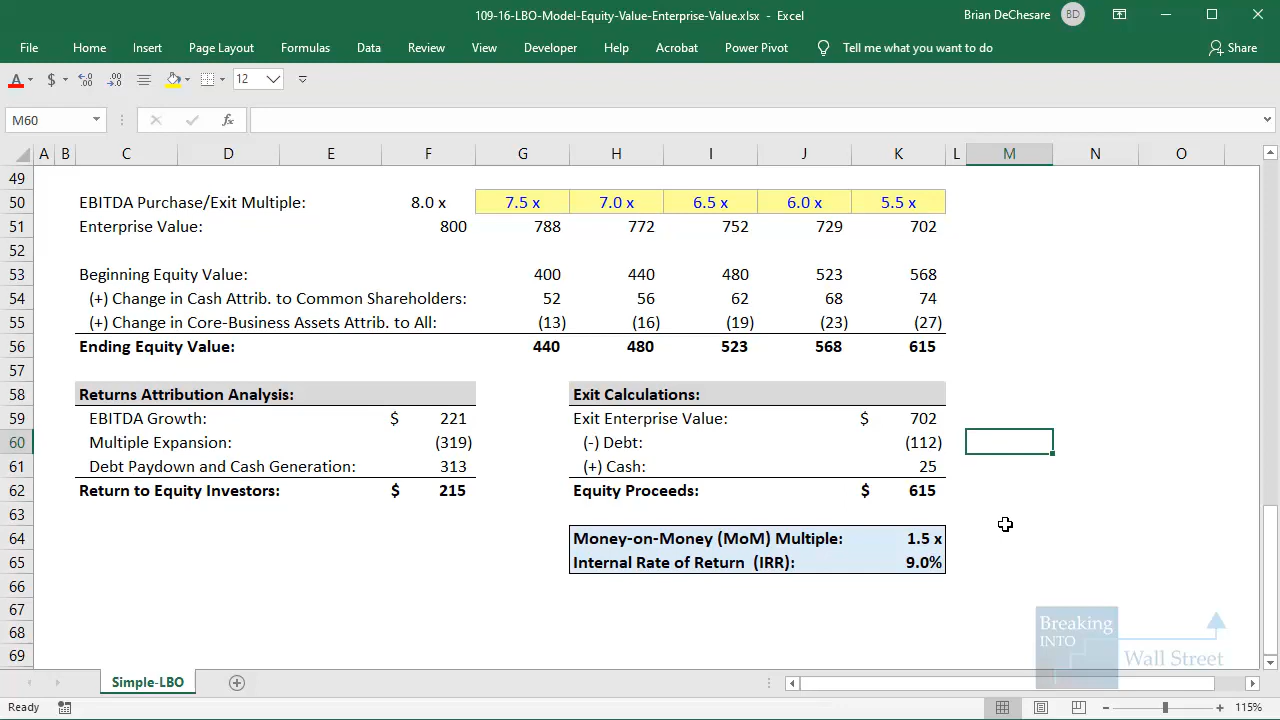 109-16-LBO-Model-Equity-Value-Enterprise-Value.xlsx - Excel
Brian DeChesare BD
File Home Insert Page Layout Formulas Data Review View Developer Help Acrobat Power Pivot Tell me what you want to do Share
A $ 12
M60 fx
A B C D E F G H I J K L M N O
49
50 EBITDA Purchase/Exit Multiple: 8.0 x 7.5 x 7.0 x 6.5 x 6.0 x 5.5 x
51 Enterprise Value: 800 788 772 752 729 702
52
53 Beginning Equity Value: 400 440 480 523 568
54 (+) Change in Cash Attrib. to Common Shareholders: 52 56 62 68 74
55 (+) Change in Core-Business Assets Attrib. to All: (13) (16) (19) (23) (27)
56 Ending Equity Value: 440 480 523 568 615
57
58 Returns Attribution Analysis: Exit Calculations:
59 EBITDA Growth: $ 221 Exit Enterprise Value: $ 702
60 Multiple Expansion: (319) (-) Debt: (112)
61 Debt Paydown and Cash Generation: 313 (+) Cash: 25
62 Return to Equity Investors: $ 215 Equity Proceeds: $ 615
63
64 Money-on-Money (MoM) Multiple: 1.5 x
65 Internal Rate of Return (IRR): 9.0%
66
67
68
69
Breaking
INTO
Wall Street
Simple-LBO
Ready 115%